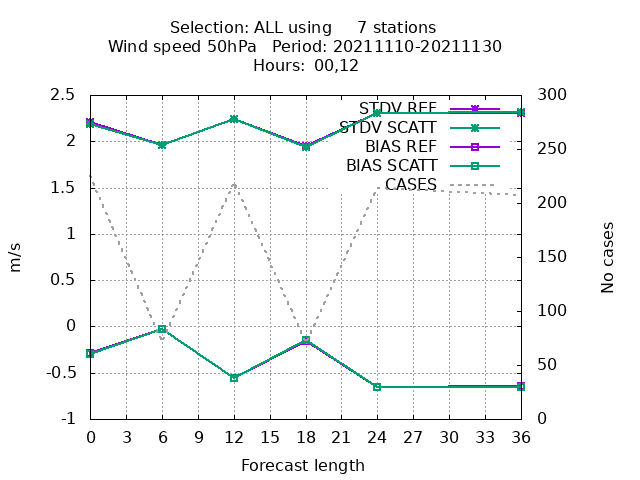 Selection: ALL using     7 stations
Wind speed 50hPa   Period: 20211110-20211130
Hours:  00,12
2.5
2
1.5
1
0.5
0
-0.5
-1
m/s
300
250
200
150
100
50
0
No cases
STDV REF
STDV SCATT
BIAS REF
BIAS SCATT
CASES
0 3 6 9 12 15 18 21 24 27 30 33 36
Forecast length